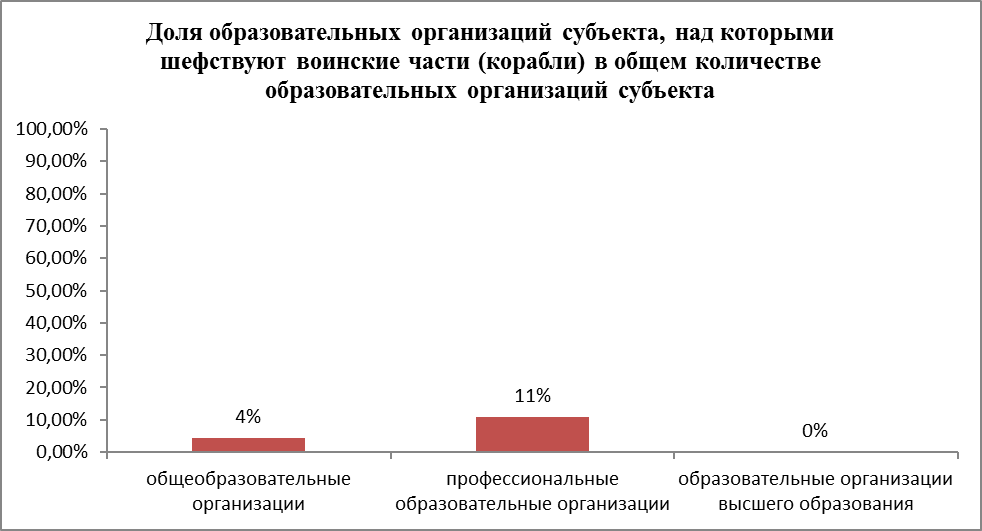 Доля образовательных организаций субъекта, над которыми
шефствуют воинские части (корабли) в общем количестве
образовательных организаций субъекта
100,00%
90,00%
80,00%
70,00%
60,00%
50,00%
40,00%
30,00%
20,00%
10,00%
0,00%
4%
11%
0%
общеобразовательные
организации
профессиональные
образовательные организации
образовательные организации
высшего образования